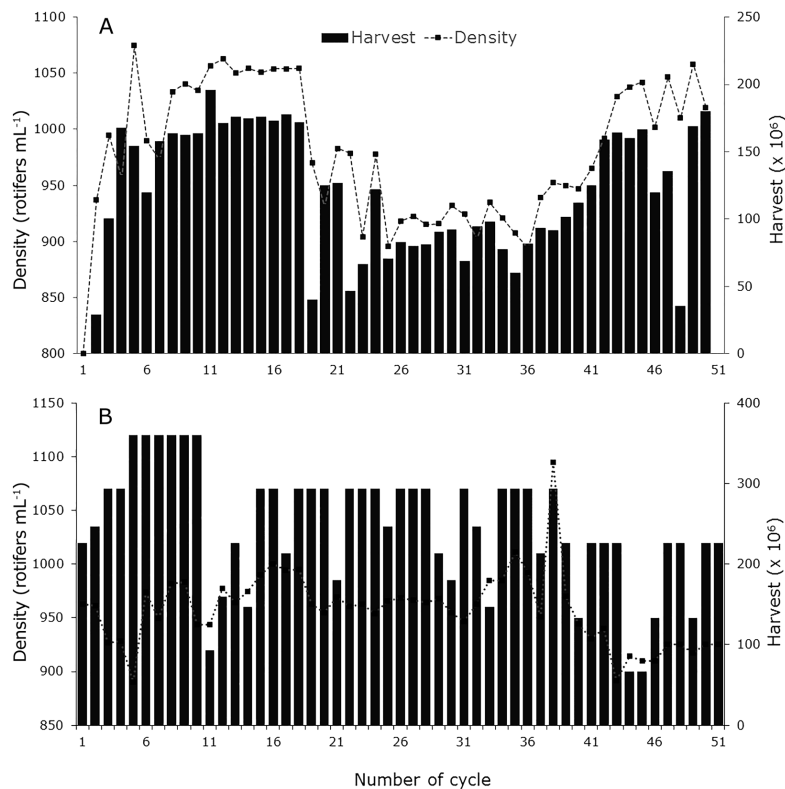 A
Harvest Density
Density (rotifers mL-1)
1100
1050
1000
950
900
850
800
250
200
150
100
50
0
Harvest (x 10⁶)
1 6 11 16 21 26 31 36 41 46 51
B
Density (rotifers mL-1)
1150
1100
1050
1000
950
900
850
400
300
200
100
0
Harvest (x 10⁶)
1 6 11 16 21 26 31 36 41 46 51
Number of cycle